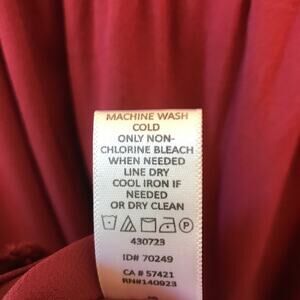 MACHINE WASH
COLD
ONLY NON-
CHLORINE BLEACH
WHEN NEEDED
LINE DRY
COOL IRON IF
NEEDED
OR DRY CLEAN
P
430723
ID# 70249
CA # 57421
RN#140923